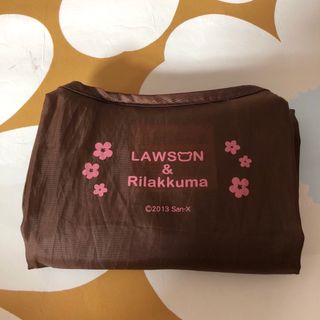 LAWSON
&
Rilakkuma
©2013 San-X